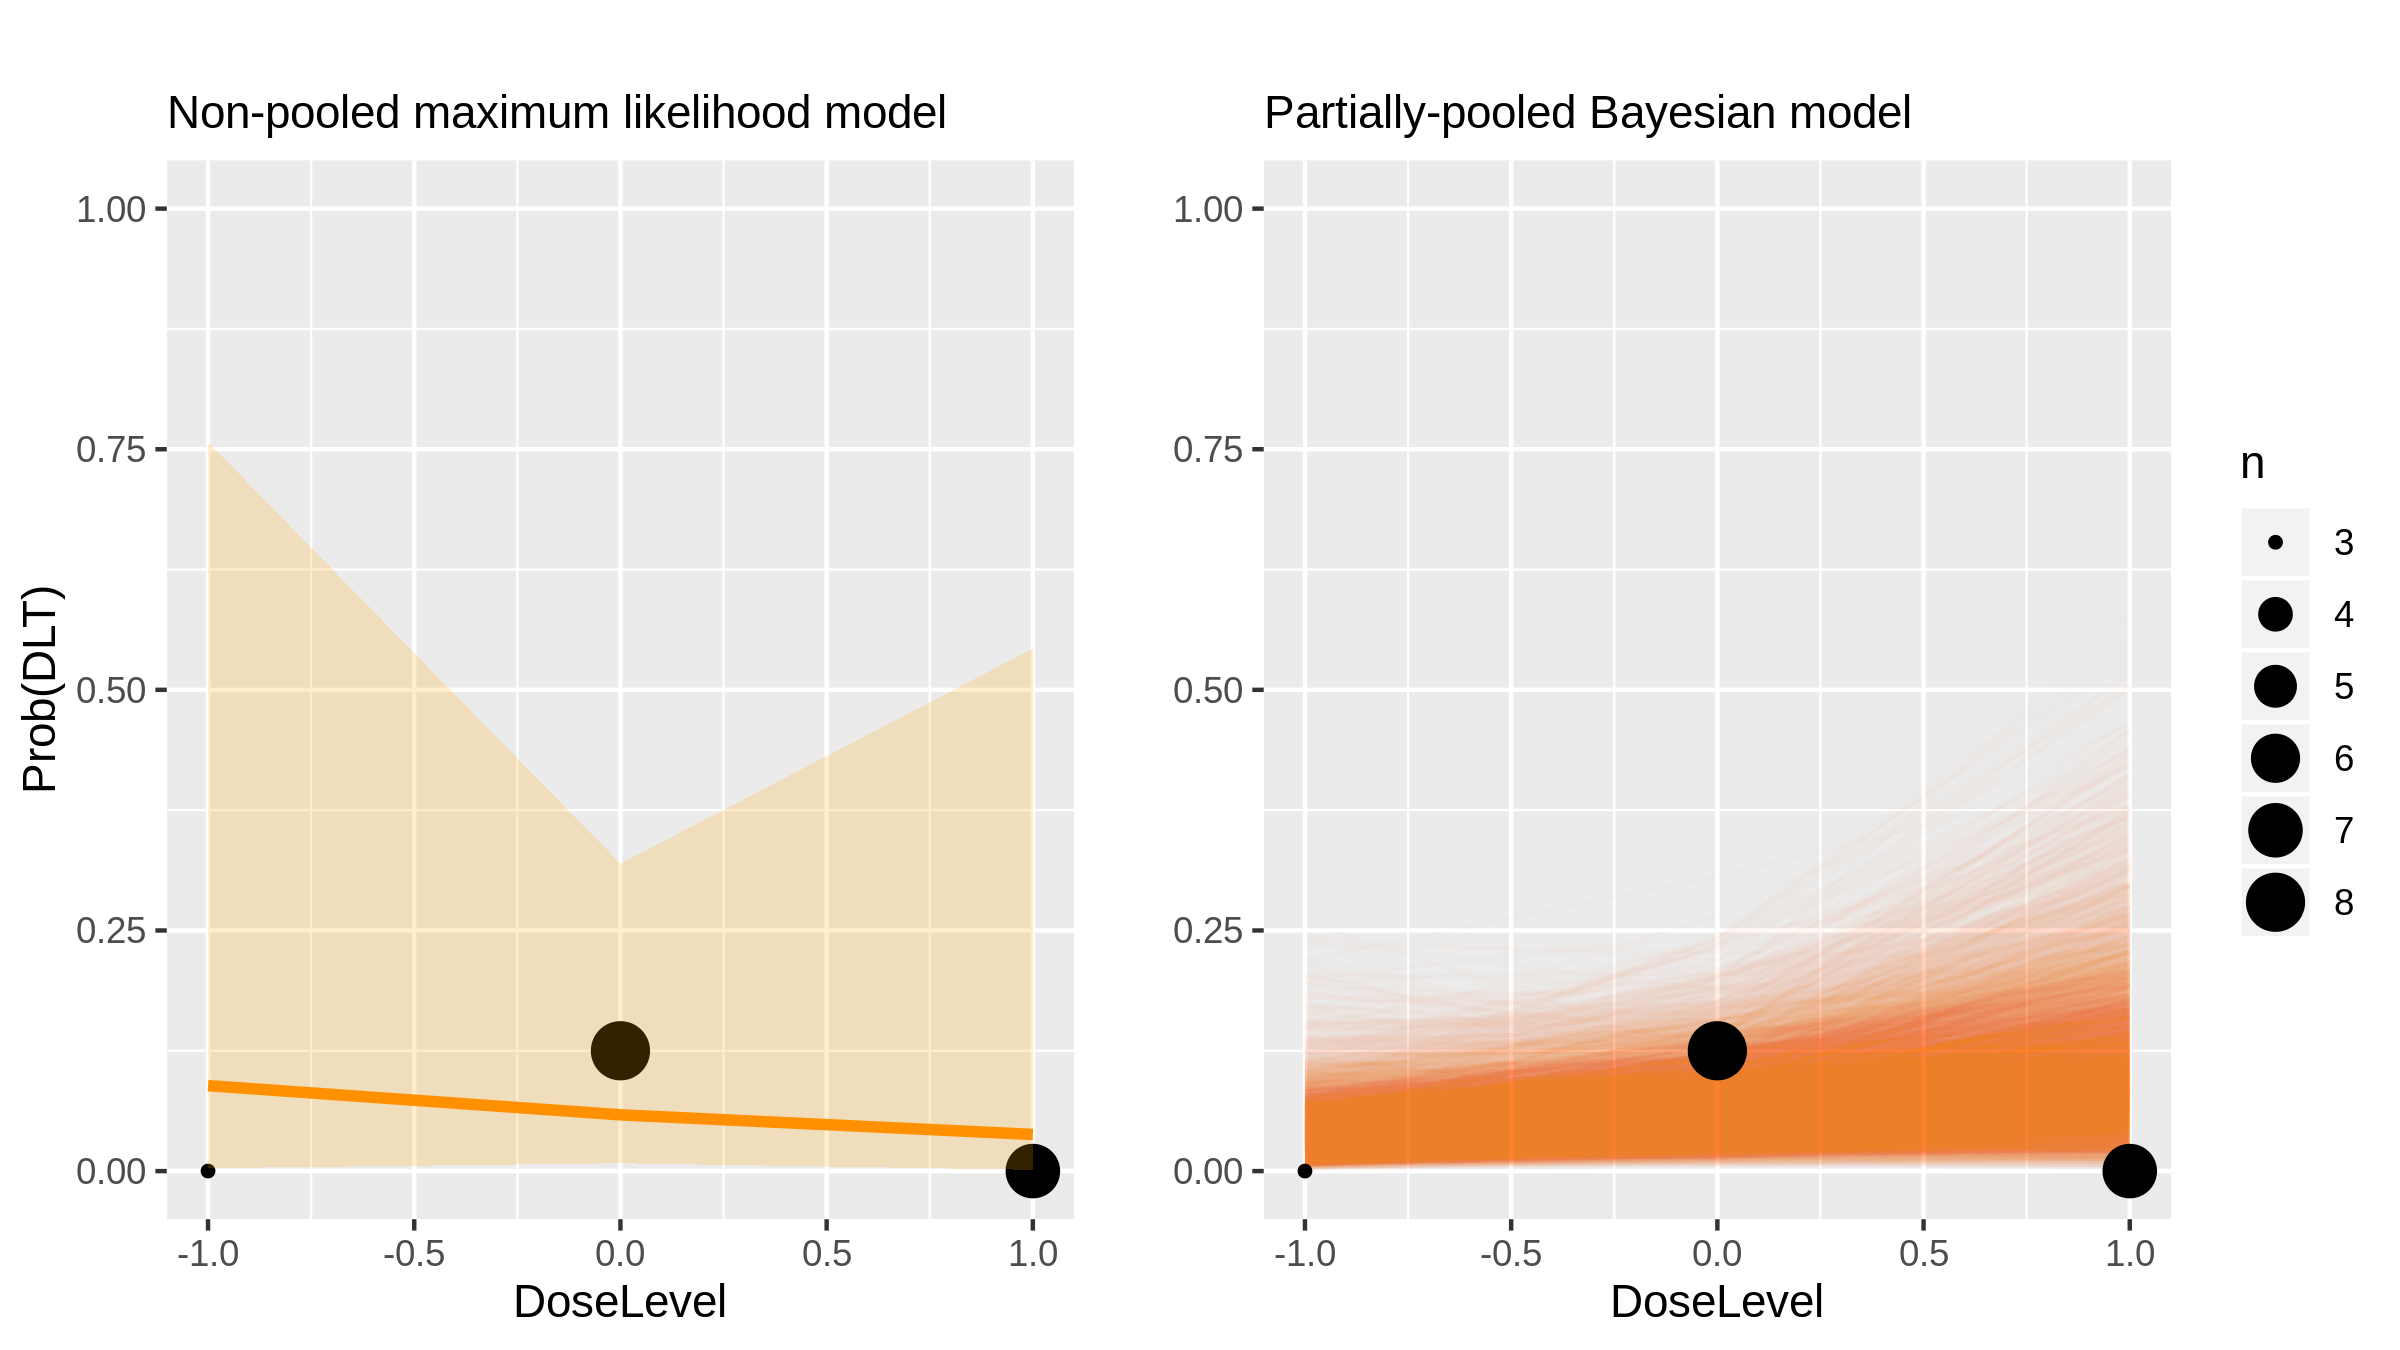 Non-pooled maximum likelihood model
Prob(DLT)
1.00
0.75
0.50
0.25
0.00
-1.0 -0.5 0.0 0.5 1.0
DoseLevel
Partially-pooled Bayesian model
1.00
0.75
0.50
0.25
0.00
-1.0 -0.5 0.0 0.5 1.0
DoseLevel
n
3
4
5
6
7
8